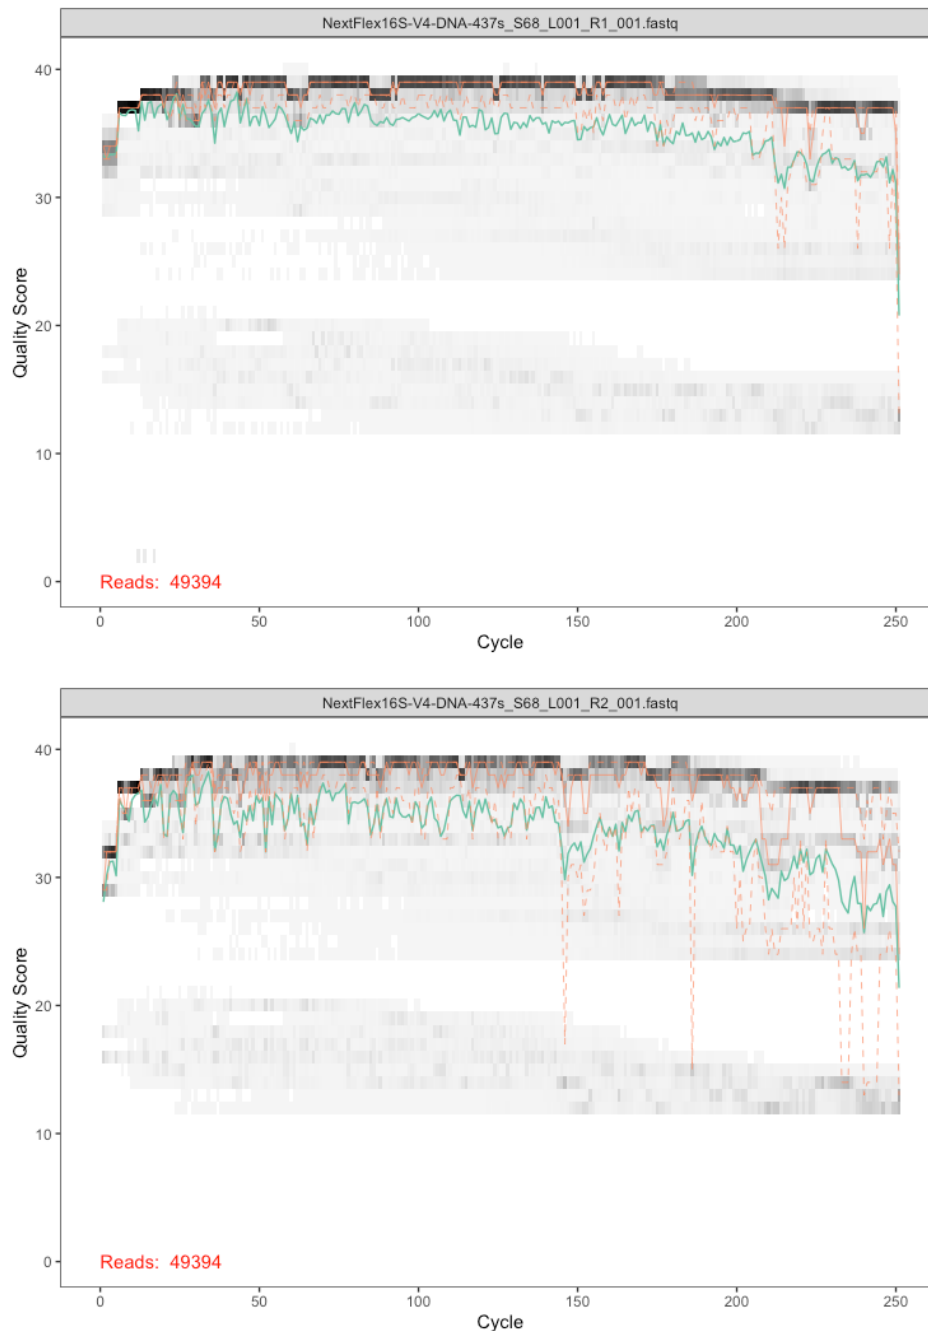 NextFlex16S-V4-DNA-437s_S68_L001_R1_001.fastq
40
30
Quality Score
20
10
0
Reads: 49394
0 50 100 150 200 250
Cycle
NextFlex16S-V4-DNA-437s_S68_L001_R2_001.fastq
40
30
Quality Score
20
10
0
Reads: 49394
0 50 100 150 200 250
Cycle